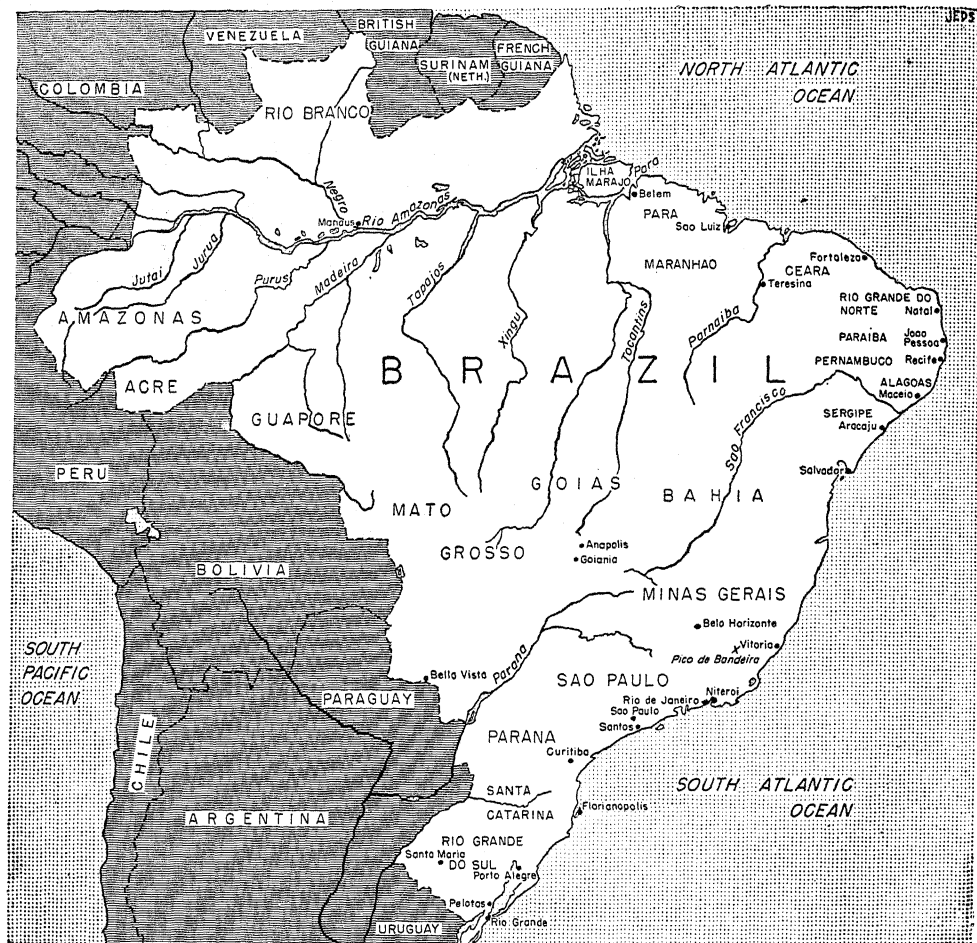 JEDS
VENEZUELA
BRITISH
GUIANA
SURINAM
(NETH.)
FRENCH
GUIANA
NORTH ATLANTIC
OCEAN
COLOMBIA
RIO BRANCO
Negro
Manaus
Rio Amazonas
ILHA
MARAJO
Para
Belem
PARA
Sao Luiz
MARANHAO
Fortaleza
CEARA
Teresina
RIO GRANDE DO
NORTE Natal
PARAIBA
Joao
Pessoa
PERNAMBUCO Recife
ALAGOAS
Maceio
SERGIPE
Aracaju
Salvador
Jutai
Jurua
Purus
Madeira
Tapajos
Xingu
Tocantins
Parnaiba
Sao Francisco
AMAZONAS
ACRE
BRAZIL
GUAPORE
PERU
MATO
GROSSO
GOIAS
BAHIA
Anapolis
Goiania
BOLIVIA
MINAS GERAIS
Belo Horizonte
Vitoria
Pico de Bandeira
SOUTH
PACIFIC
OCEAN
Bella Vista
Parana
PARAGUAY
SAO PAULO
Rio de Janeiro
Niteroi
Sao Paulo
Santos
CHILE
PARANA
Curitiba
SOUTH ATLANTIC
OCEAN
SANTA
CATARINA
Florianopolis
ARGENTINA
RIO GRANDE
DO SUL
Santa Maria
Porto Alegre
Pelotas
Rio Grande
URUGUAY